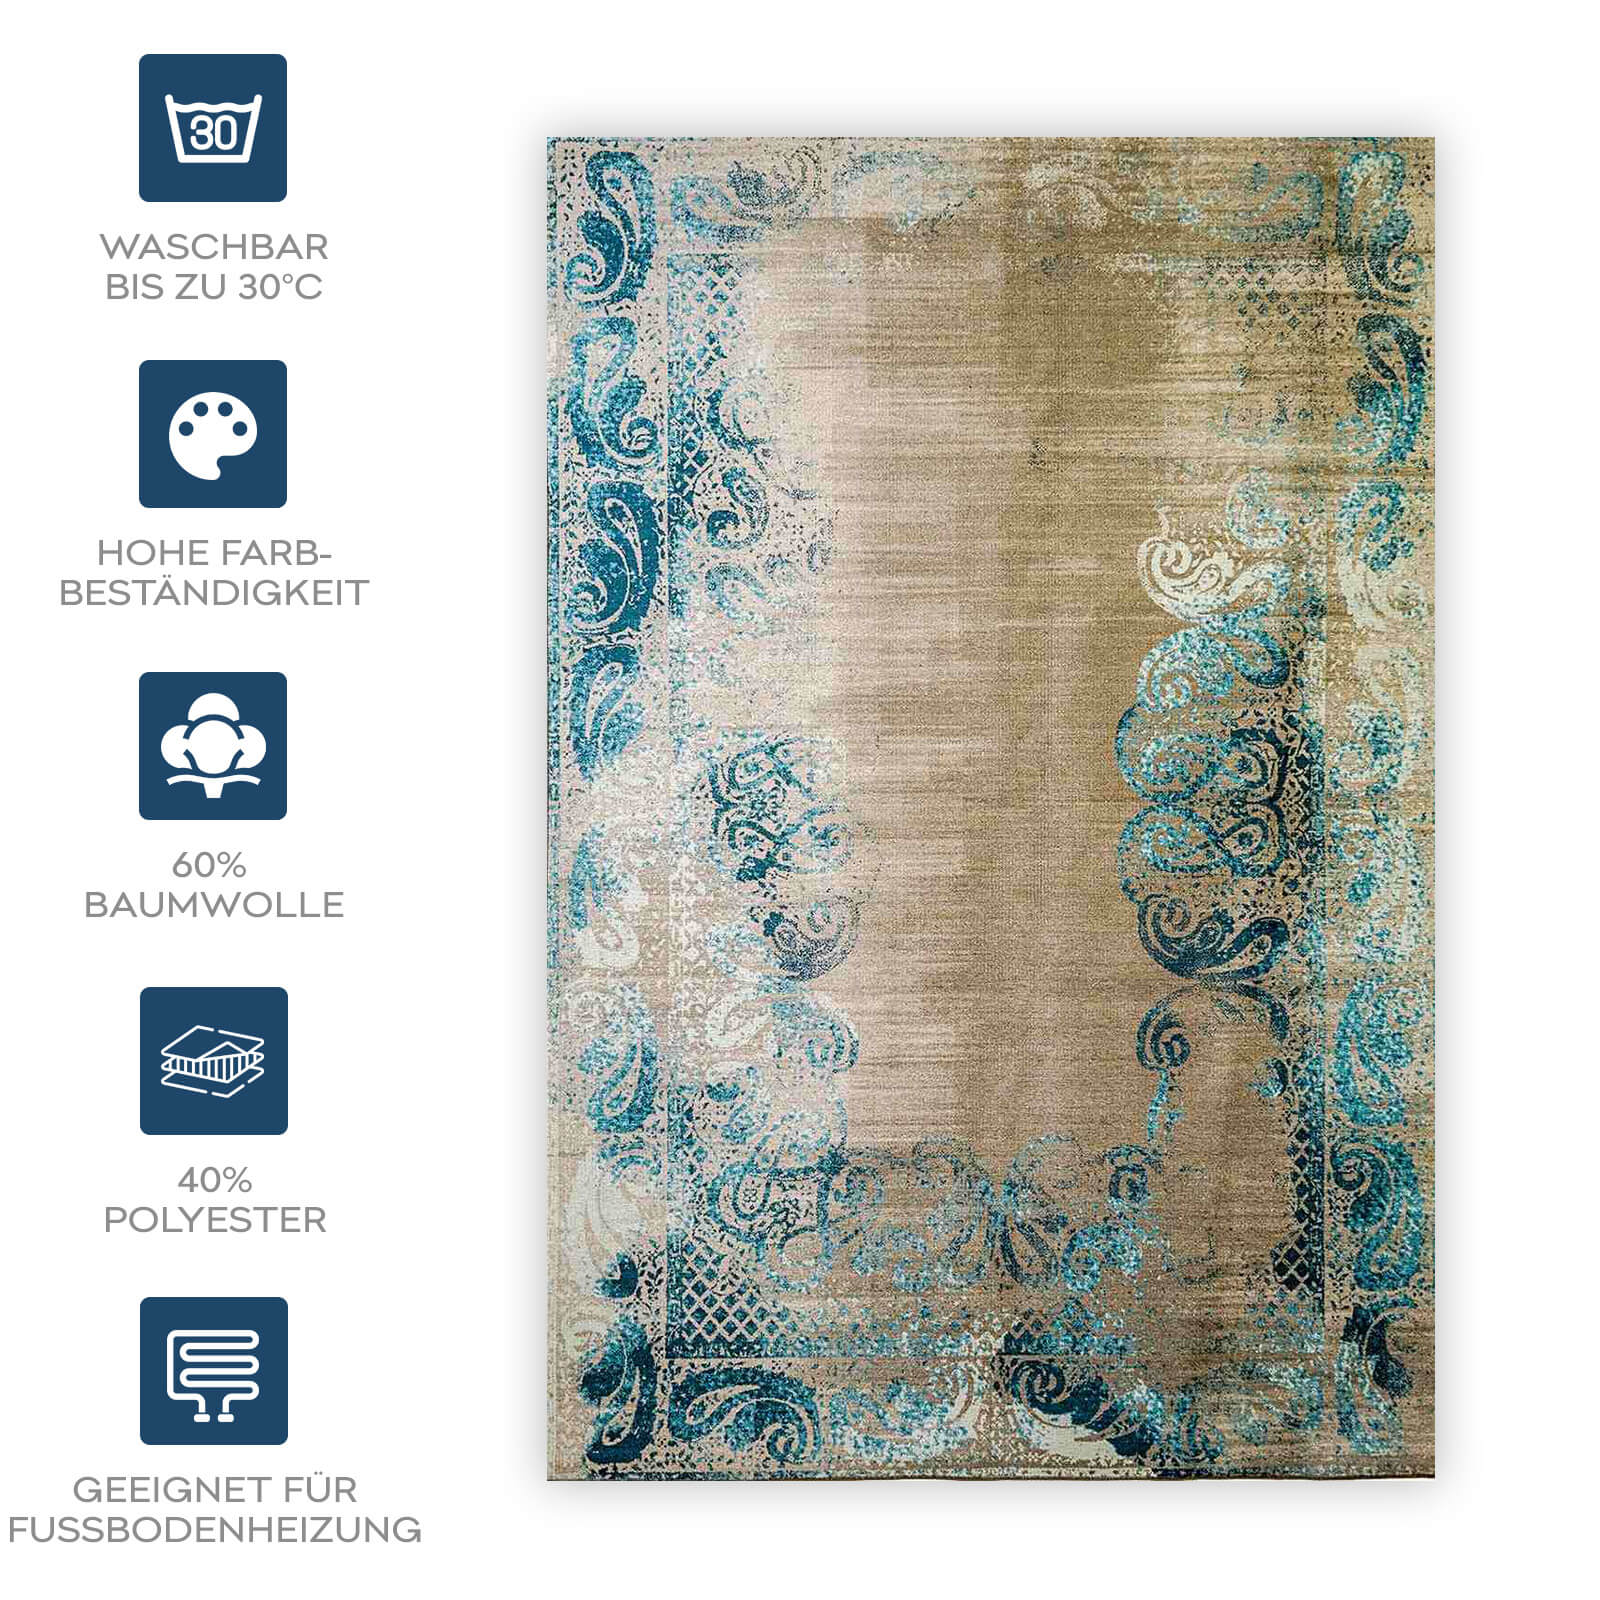 30
WASCHBAR
BIS ZU 30°C
HOHE FARB-
BESTÄNDIGKEIT
60%
BAUMWOLLE
40%
POLYESTER
GEEIGNET FÜR
FUSSBODENHEIZUNG